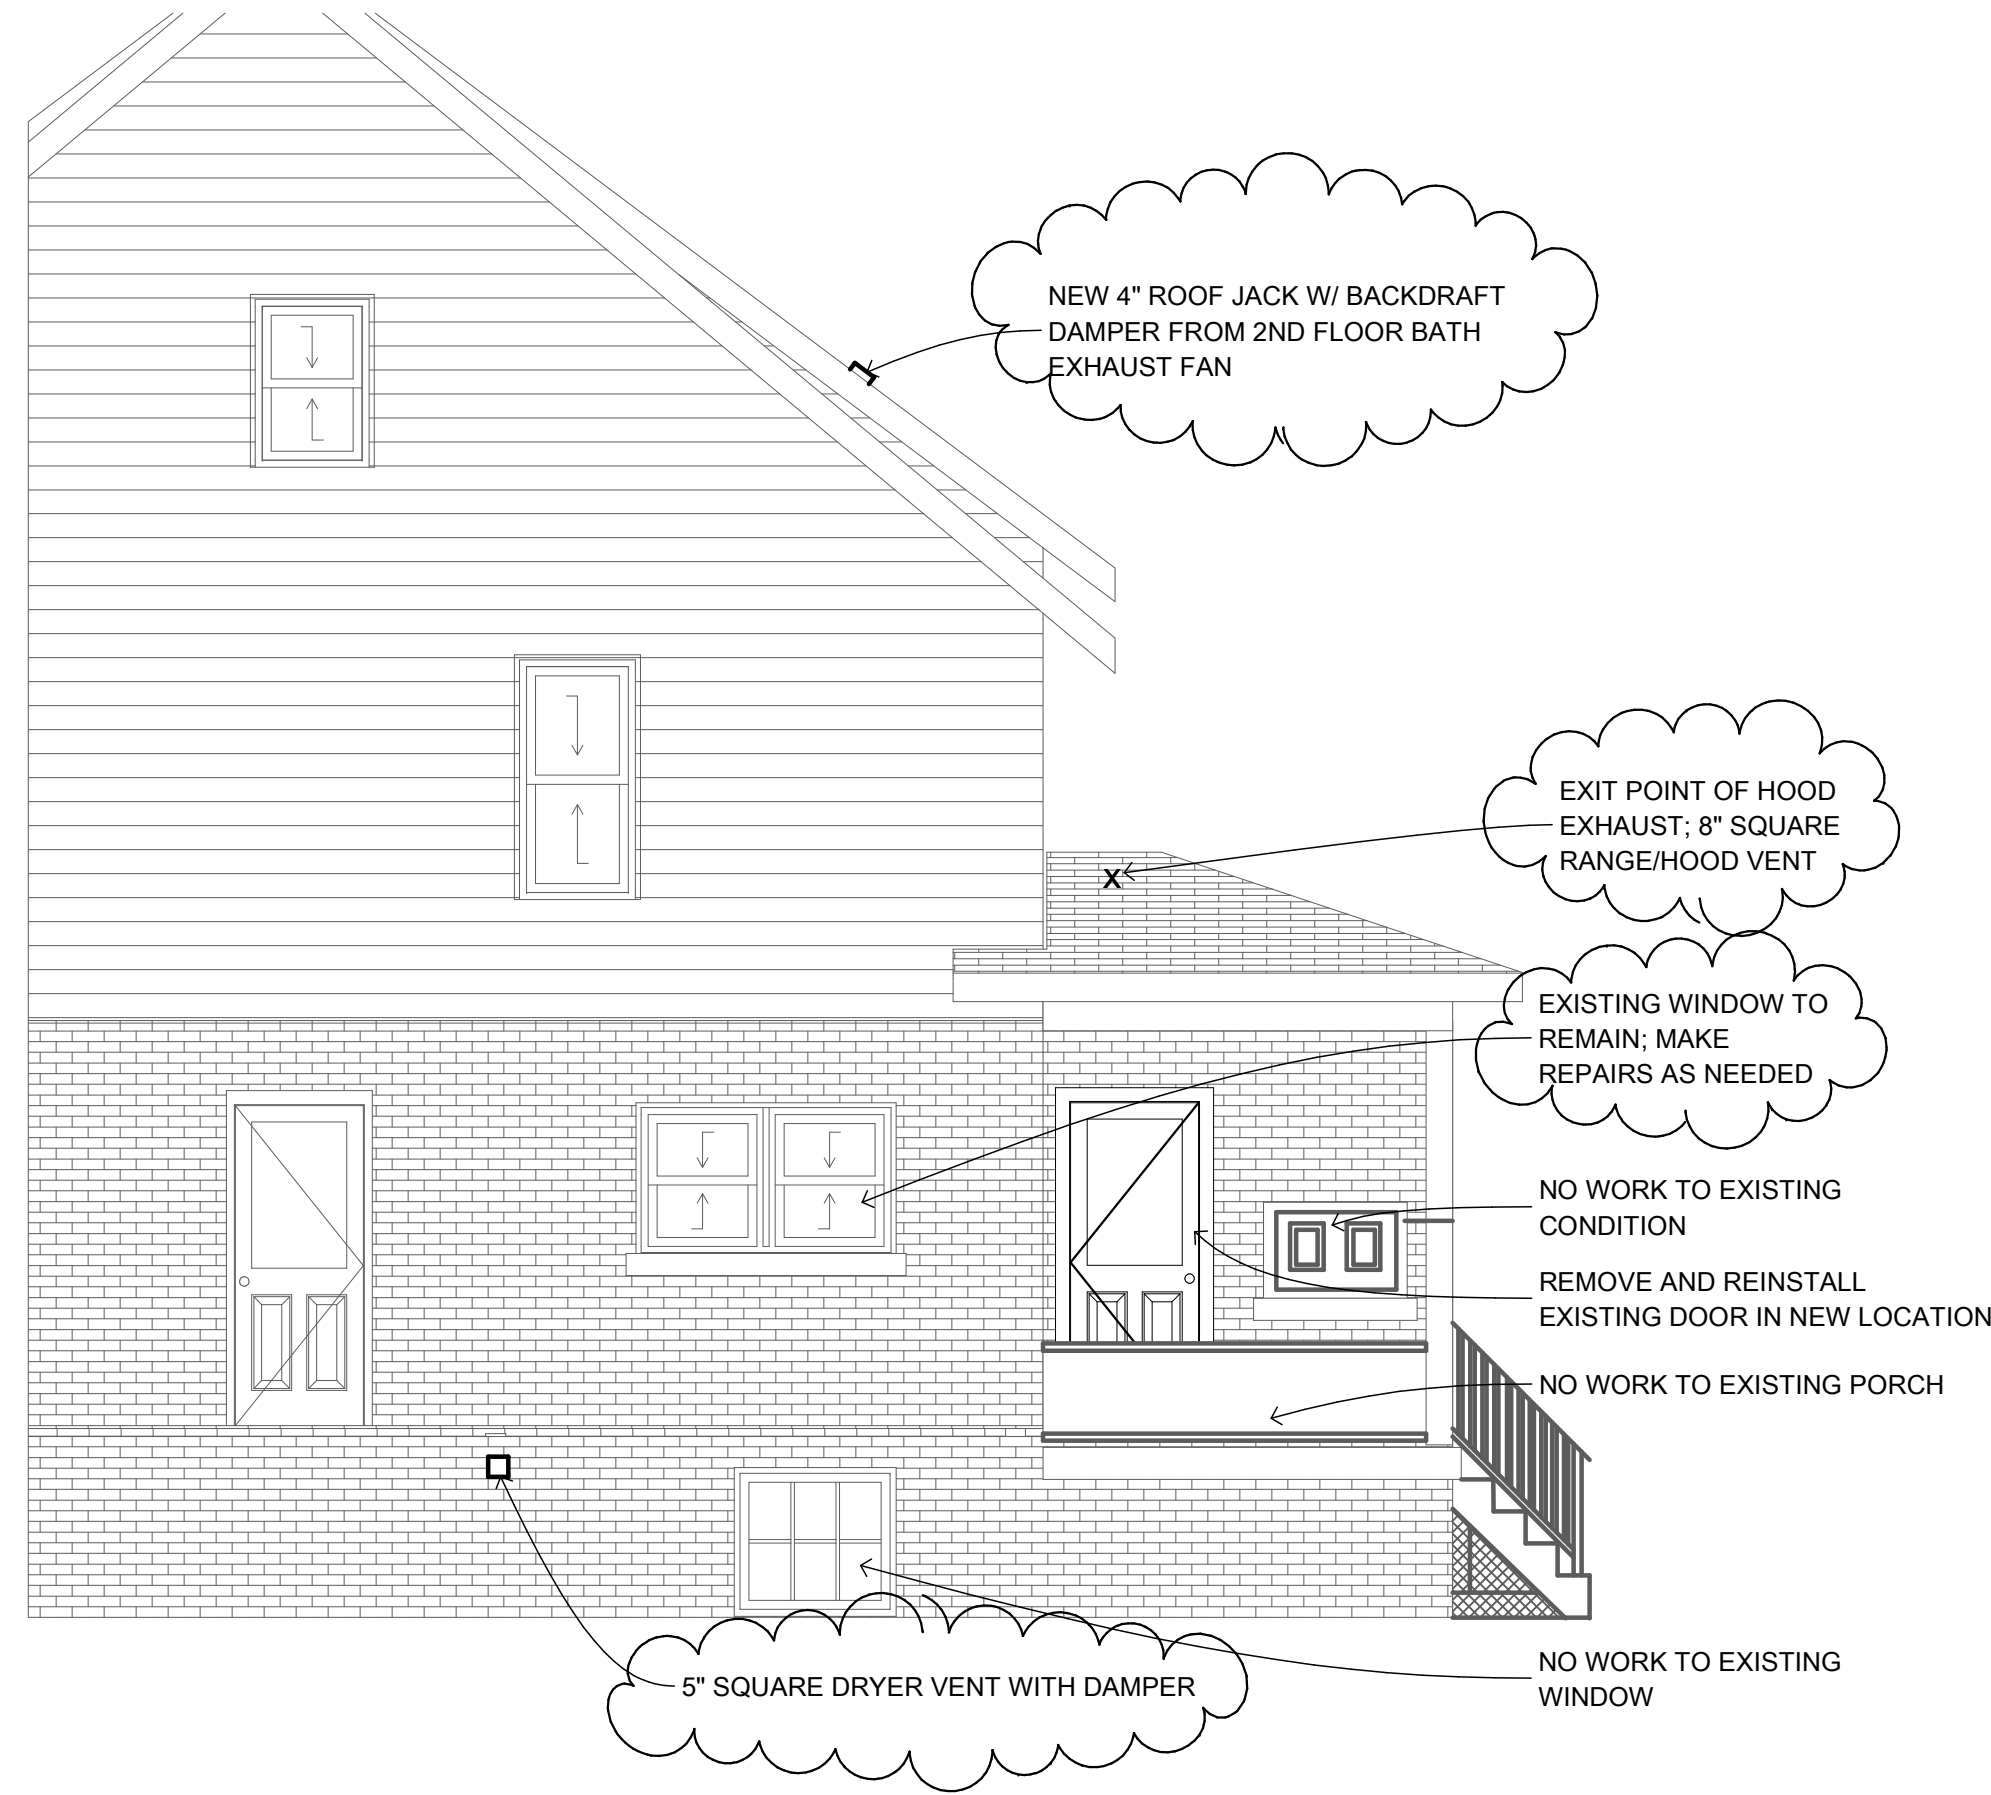 NEW 4" ROOF JACK W/ BACKDRAFT
DAMPER FROM 2ND FLOOR BATH
EXHAUST FAN
EXIT POINT OF HOOD
EXHAUST; 8" SQUARE
RANGE/HOOD VENT
X
EXISTING WINDOW TO
REMAIN; MAKE
REPAIRS AS NEEDED
NO WORK TO EXISTING
CONDITION
REMOVE AND REINSTALL
EXISTING DOOR IN NEW LOCATION
NO WORK TO EXISTING PORCH
NO WORK TO EXISTING
WINDOW
5" SQUARE DRYER VENT WITH DAMPER